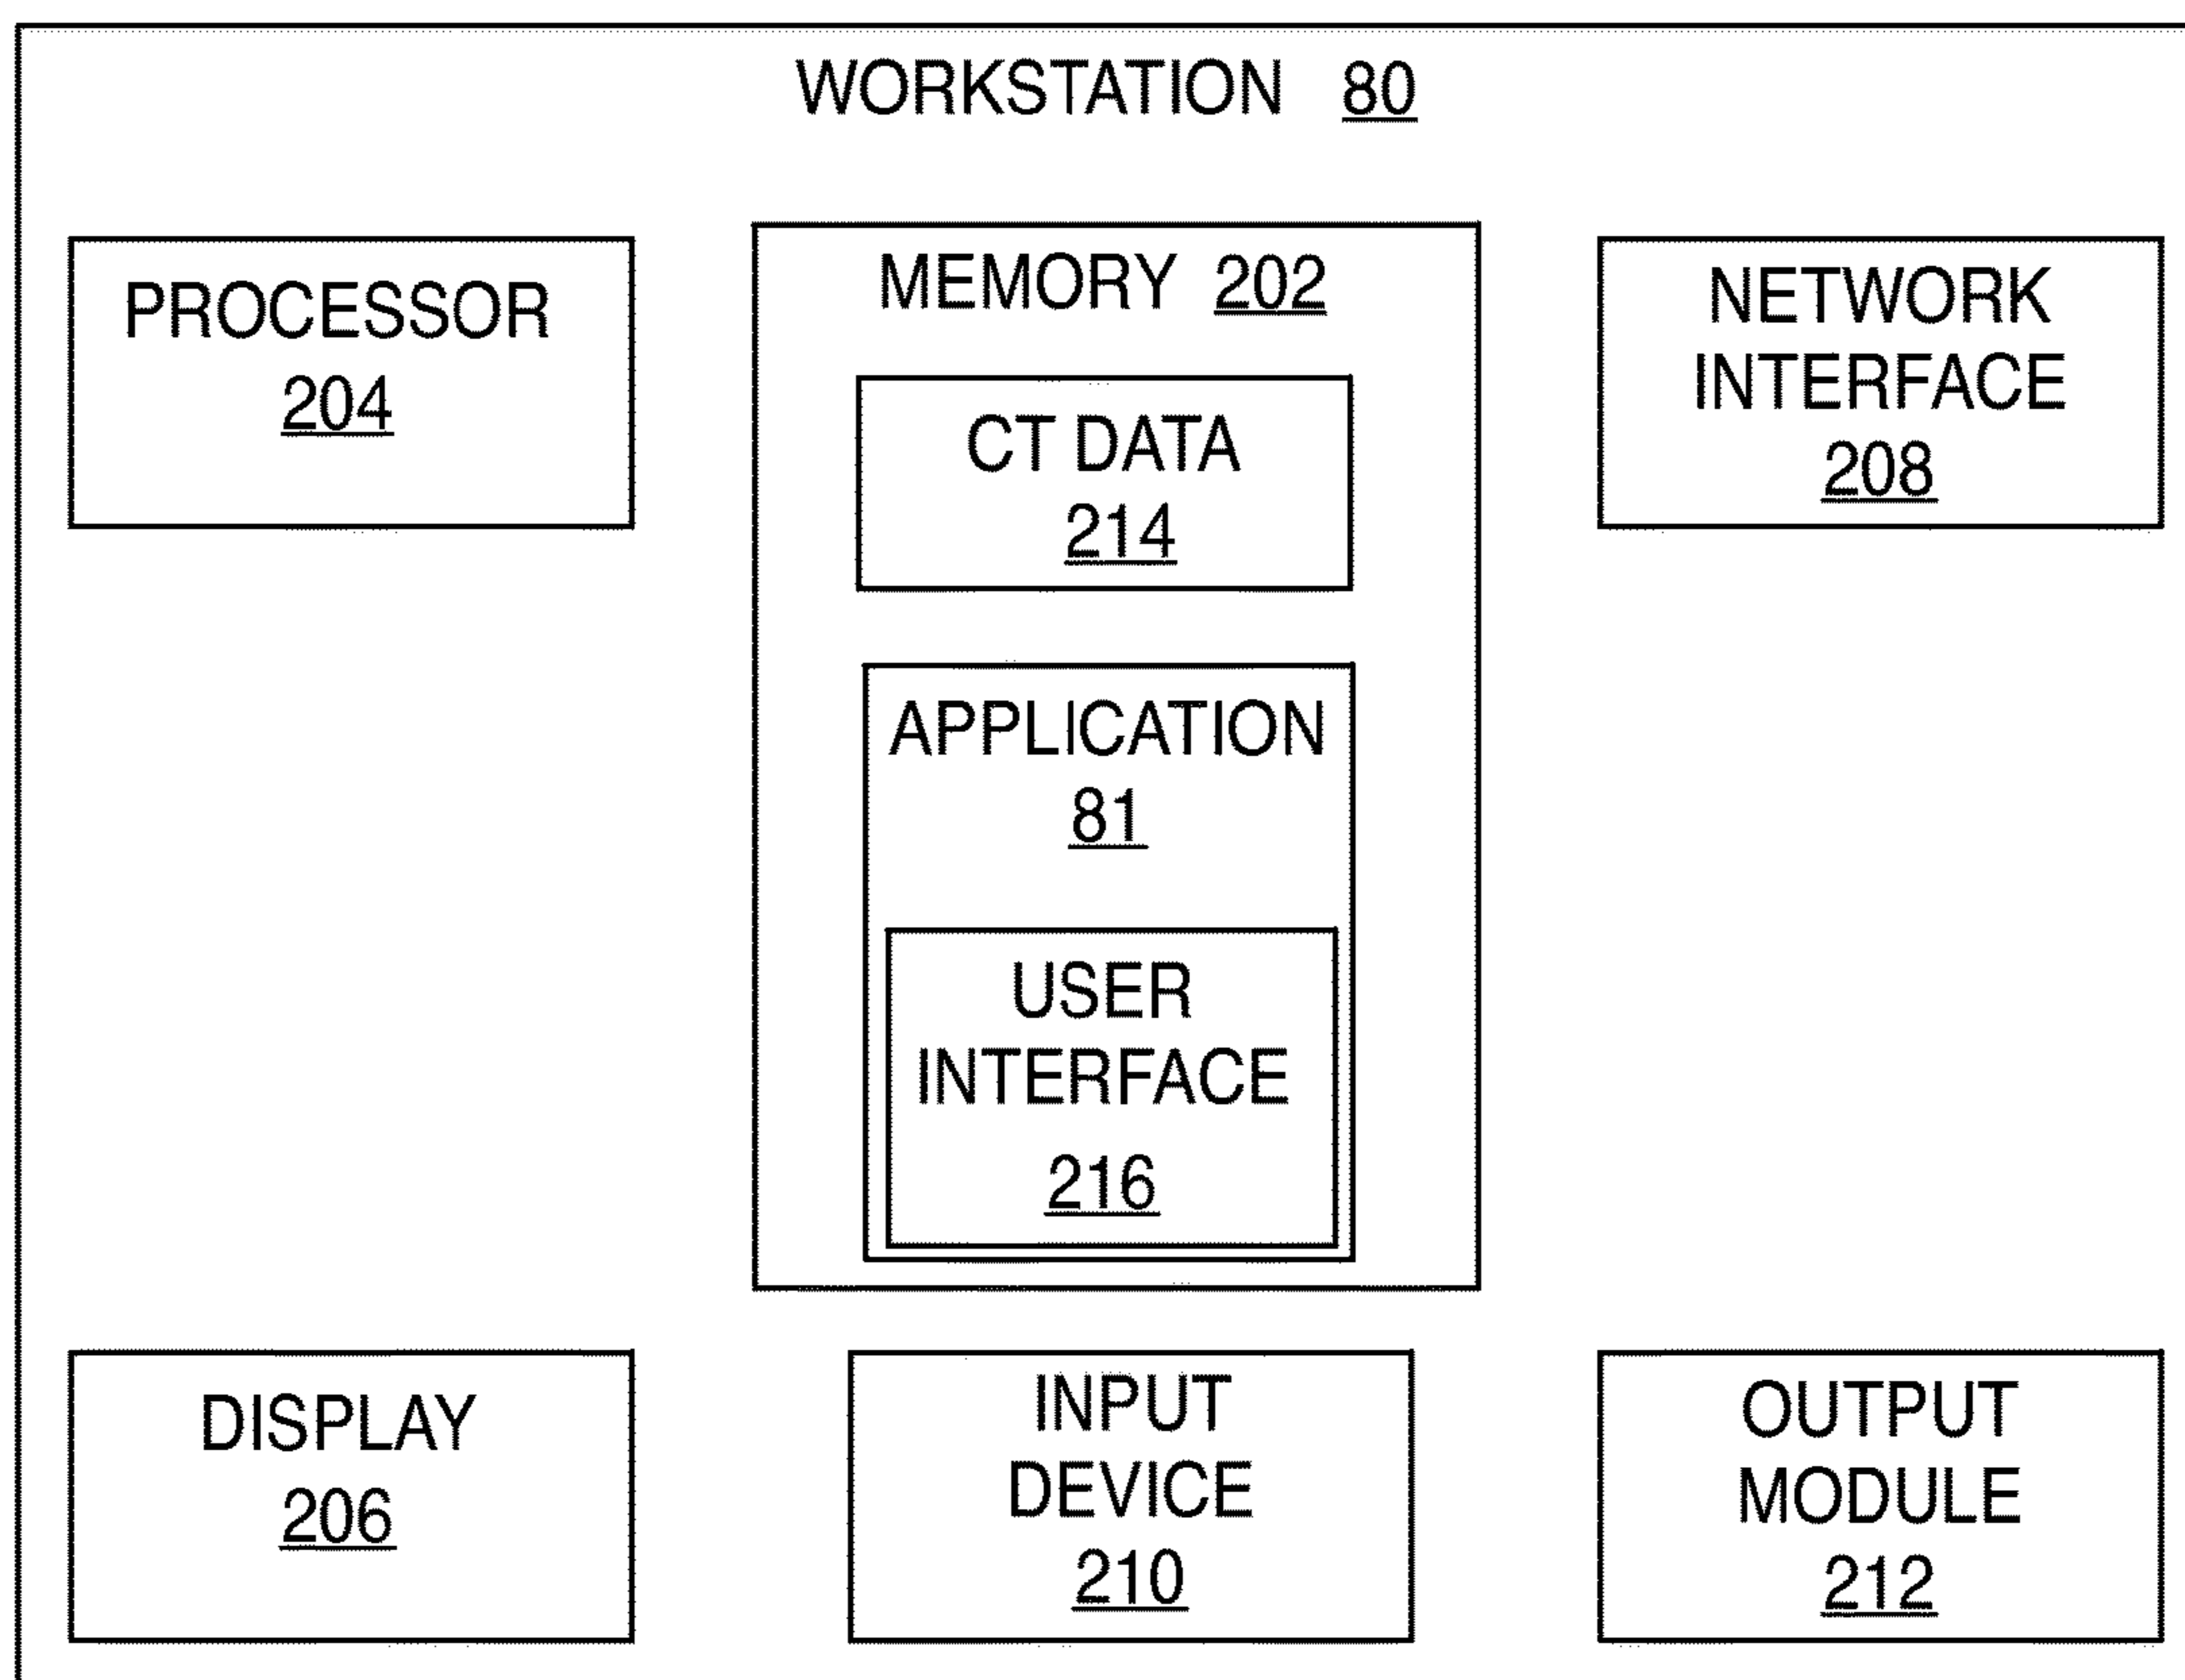 WORKSTATION 80
PROCESSOR
204
MEMORY 202
CT DATA
214
APPLICATION
81
USER
INTERFACE
216
NETWORK
INTERFACE
208
DISPLAY
206
INPUT
DEVICE
210
OUTPUT
MODULE
212